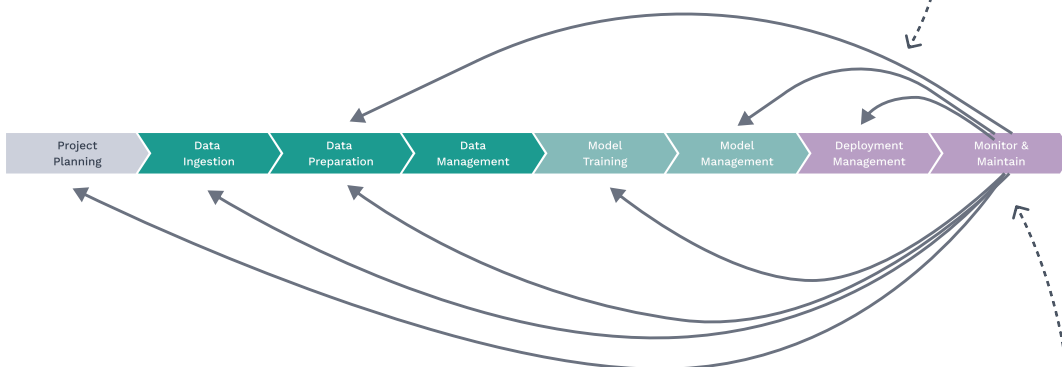 Project
Planning
Data
Ingestion
Data
Preparation
Data
Management
Model
Training
Model
Management
Deployment
Management
Monitor &
Maintain